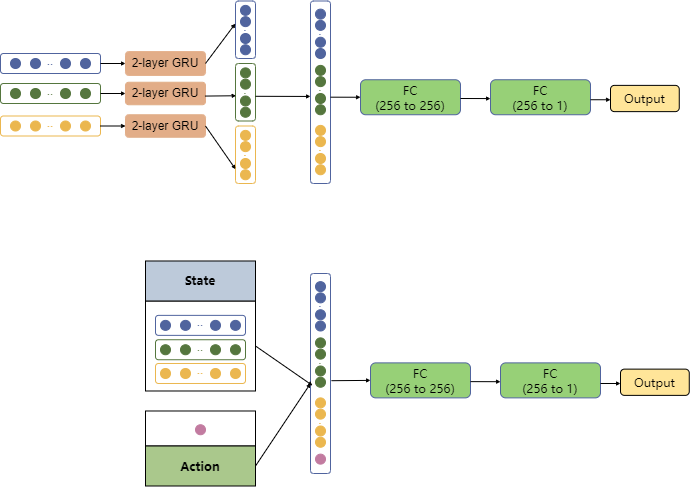 2-layer GRU
2-layer GRU
2-layer GRU
FC
(256 to 256)
FC
(256 to 1)
Output
State
Action
FC
(256 to 256)
FC
(256 to 1)
Output